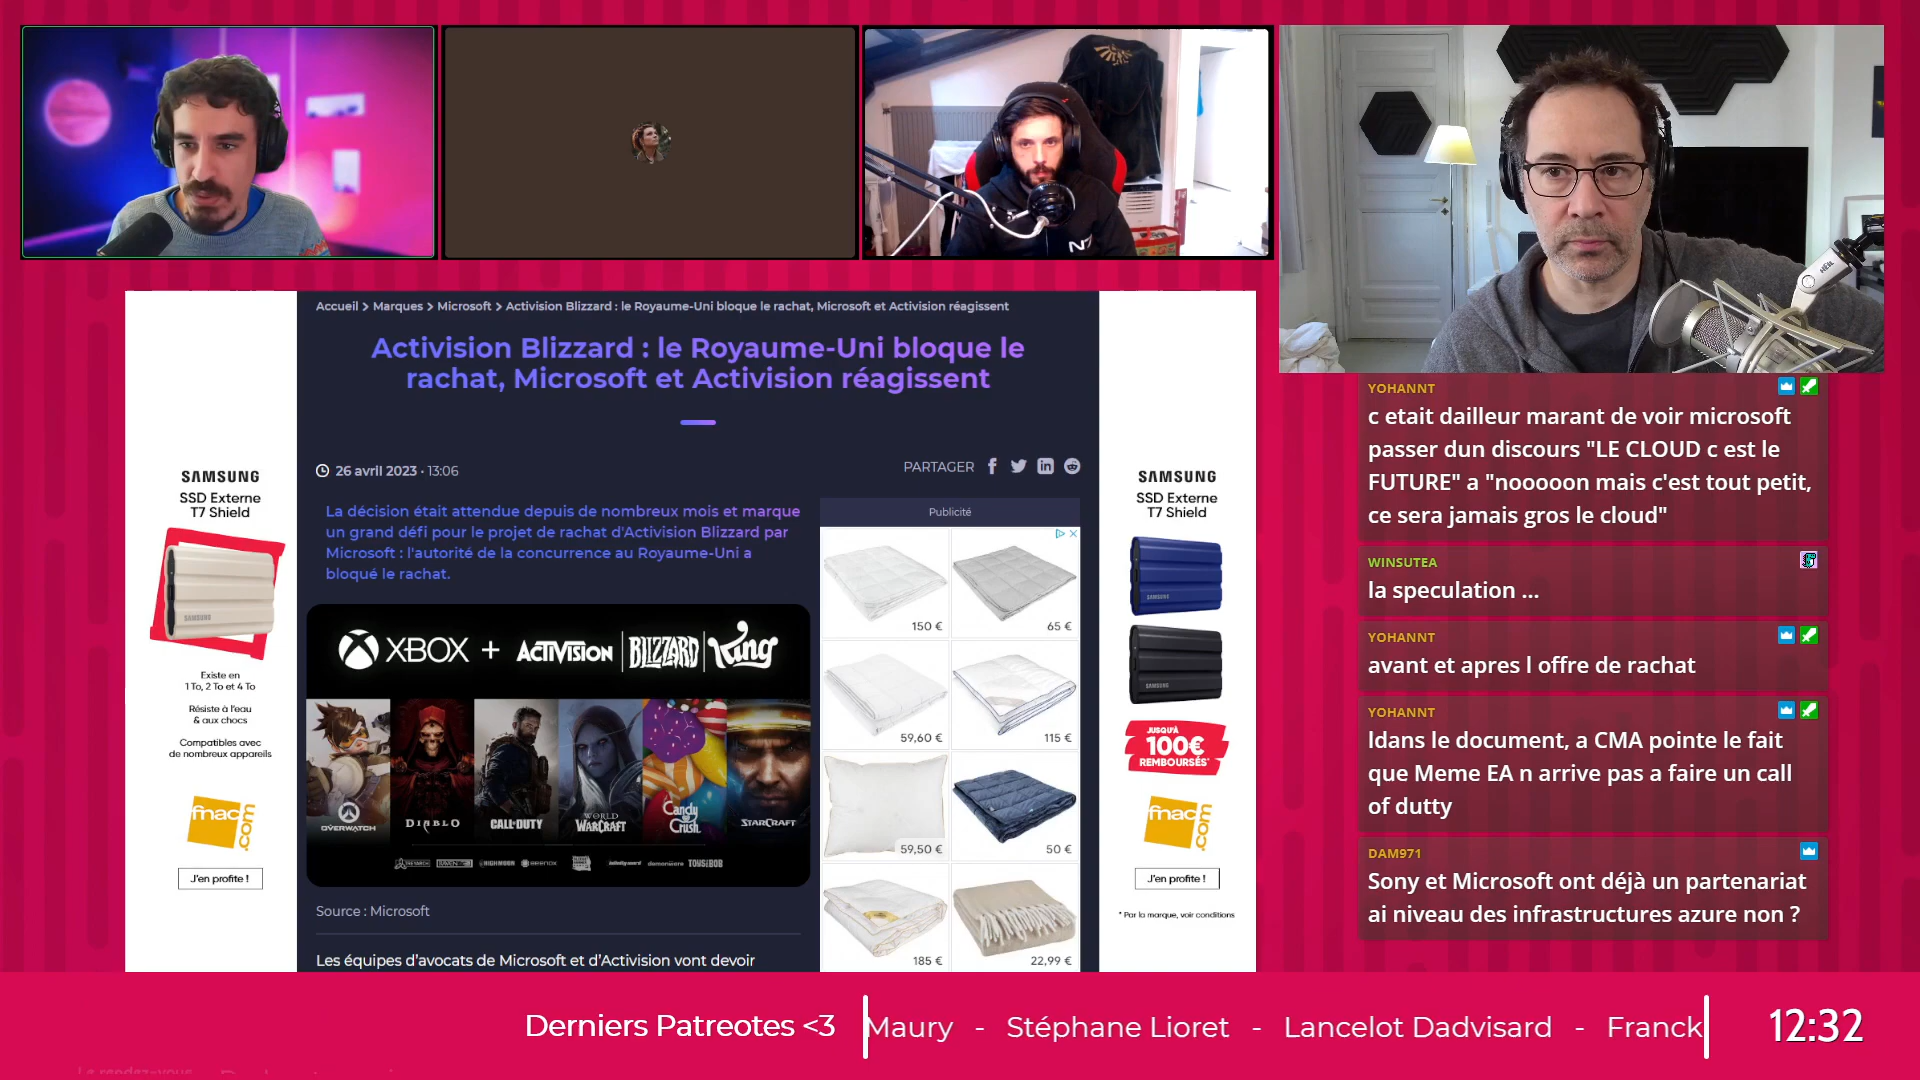 Accueil > Marques > Microsoft > Activision Blizzard : le Royaume-Uni bloque le rachat, Microsoft et Activision réagissent
Activision Blizzard : le Royaume-Uni bloque le
rachat, Microsoft et Activision réagissent
26 avril 2023 · 13:06
PARTAGER
La décision était attendue depuis de nombreux mois et marque
un grand défi pour le projet de rachat d'Activision Blizzard par
Microsoft : l'autorité de la concurrence au Royaume-Uni a
bloqué le rachat.
XBOX + ACTIVISION | BLIZZARD | King
OVERWATCH
DIABLO
CALL OF DUTY
WORLD WARCRAFT
Candy Crush
STARCRAFT
TOYS BOB
Source : Microsoft
Les équipes d'avocats de Microsoft et d'Activision vont devoir
Publicité
150 €
65 €
59,60 €
115 €
59,50 €
50 €
185 €
22,99 €
SAMSUNG
SSD Externe
T7 Shield
SAMSUNG
Existe en
1 To, 2 To et 4 To
Résiste à l'eau
& aux chocs
Compatibles avec
de nombreux appareils
fnac.com
J'en profite !
SAMSUNG
SSD Externe
T7 Shield
SAMSUNG
SAMSUNG
JUSQU'À
100€
REMBOURSÉS*
fnac.com
J'en profite !
* Par la marque, voir conditions
N7
YOHANNT
c etait dailleur marant de voir microsoft
passer dun discours "LE CLOUD c est le
FUTURE" a "nooooon mais c'est tout petit,
ce sera jamais gros le cloud"
WINSUTEA
la speculation ...
YOHANNT
avant et apres l offre de rachat
YOHANNT
ldans le document, a CMA pointe le fait
que Meme EA n arrive pas a faire un call
of dutty
DAM971
Sony et Microsoft ont déjà un partenariat
ai niveau des infrastructures azure non ?
Derniers Patreotes <3
Maury - Stéphane Lioret - Lancelot Dadvisard - Franck
12:32